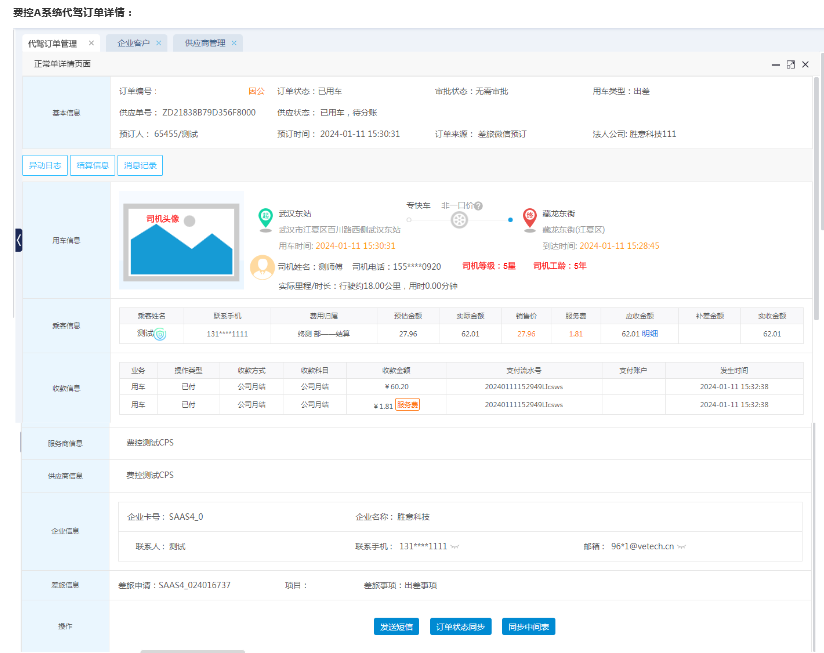 费控A系统代驾订单详情：
代驾订单管理 × 企业客户 × 供应商管理 ×
正常单详情页面
基本信息
订单编号： 因公 订单状态：已用车 审批状态：无需审批 用车类型：出差
供应单号： ZD21838B79D356F8000 供应状态： 已用车，待分账
预订人： 65455/测试 预订时间： 2024-01-11 15:30:31 订单来源： 差旅微信预订 法人公司: 胜意科技111
异动日志 结算信息 消息记录
用车信息
司机头像
武汉东站 专快车 非一口价 藏龙东街
武汉市江夏区百川路西侧武汉东站 藏龙东街(江夏区)
用车时间: 2024-01-11 15:30:31 到达时间: 2024-01-11 15:28:45
司机姓名：测师傅 司机电话：155****0920 司机等级：5星 司机工龄：5年
实际里程/时长：行驶约18.00公里，用时0.00分钟
乘客信息
乘客姓名 联系手机 费用归属 预估金额 实际金额 销售价 服务费 应收金额 补差金额 实收金额
测试 131****1111 27.96 62.01 27.96 1.81 62.01 明细 62.01
收款信息
业务 操作类型 收款方式 收款科目 收款金额 支付流水号 支付账户 发生时间
用车 已付 公司月结 公司月结 ￥60.20 2024-01-11 15:32:38
用车 已付 公司月结 公司月结 ￥1.81 服务费 2024-01-11 15:32:38
服务商信息 费控测试CPS
供应商信息 费控测试CPS
企业信息
企业卡号： SAAS4_0 企业名称： 胜意科技
联系人： 测试 联系手机： 131****1111 邮箱： 96*1@vetech.cn
差旅信息 差旅申请：SAAS4_024016737 项目： 差旅事项：出差事项
操作 发送短信 订单状态同步 同步中间表